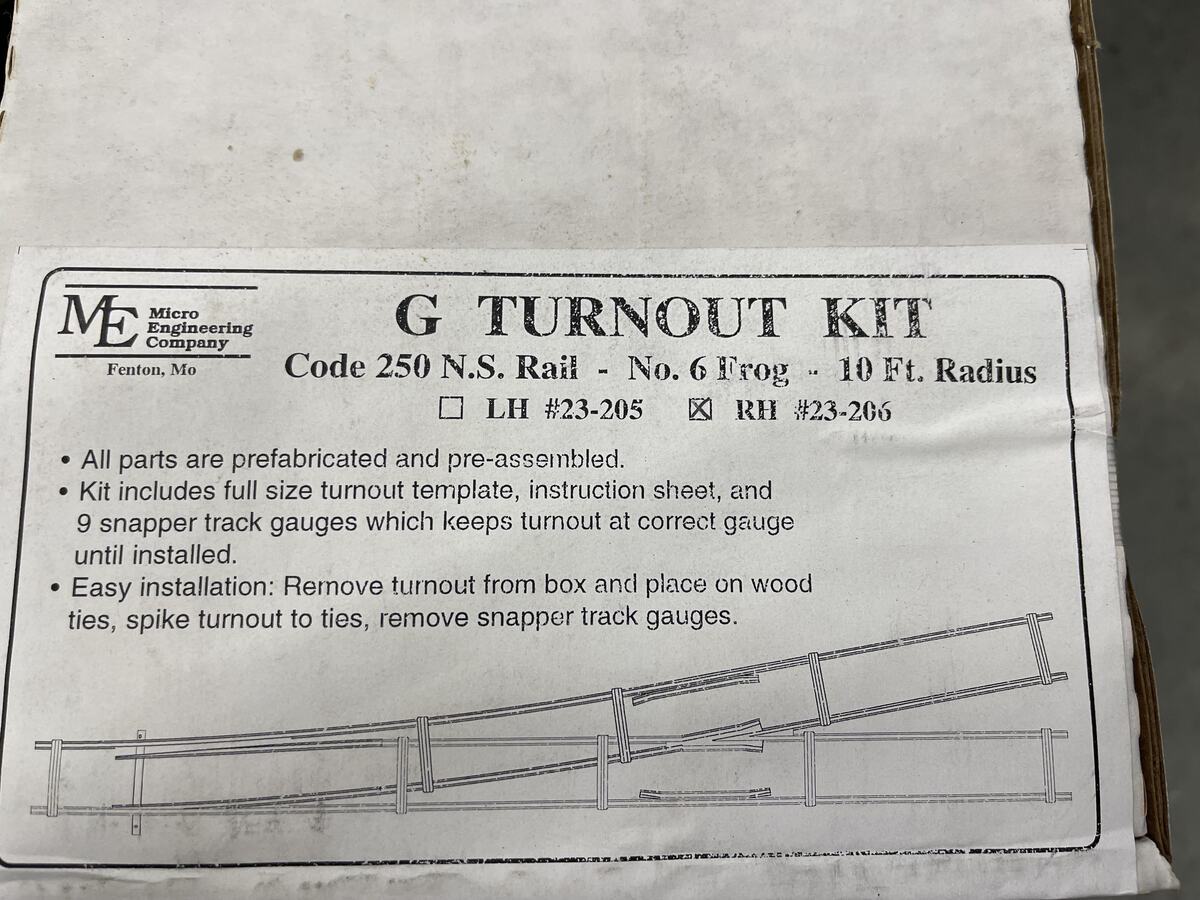 ME Micro
Engineering
Company
Fenton, Mo
G TURNOUT KIT
Code 250 N.S. Rail - No. 6 Frog - 10 Ft. Radius
☐ LH #23-205 ☒ RH #23-206
• All parts are prefabricated and pre-assembled.
• Kit includes full size turnout template, instruction sheet, and
9 snapper track gauges which keeps turnout at correct gauge
until installed.
• Easy installation: Remove turnout from box and place on wood
ties, spike turnout to ties, remove snapper track gauges.